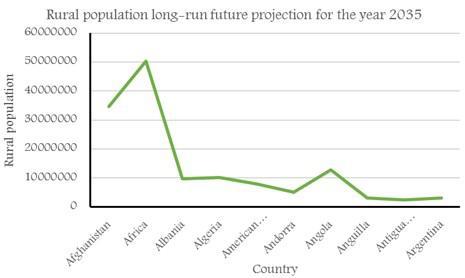 Rural population long-run future projection for the year 2035
60000000
50000000
40000000
30000000
20000000
10000000
0
Rural population
Afghanistan
Africa
Albania
Algeria
American...
Andorra
Angola
Anguilla
Antigua...
Argentina
Country